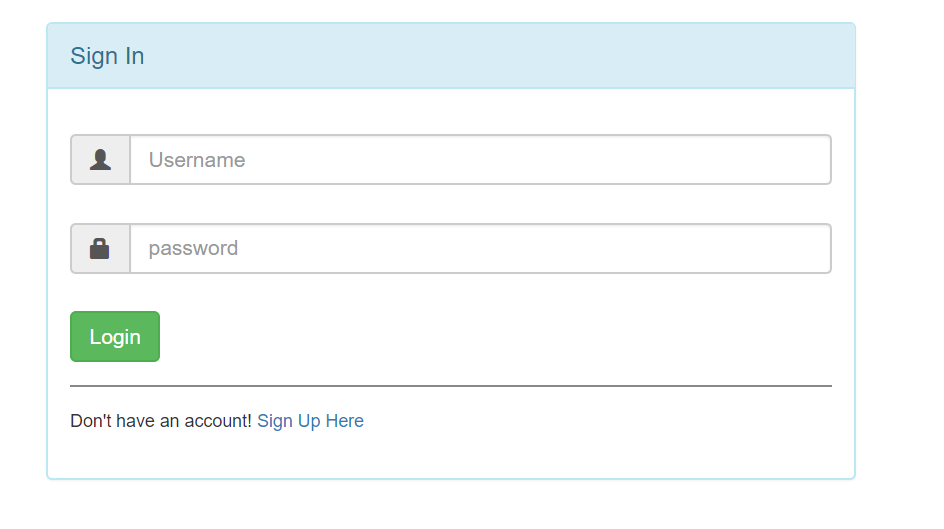 Sign In
Username
password
Login
Don't have an account! Sign Up Here